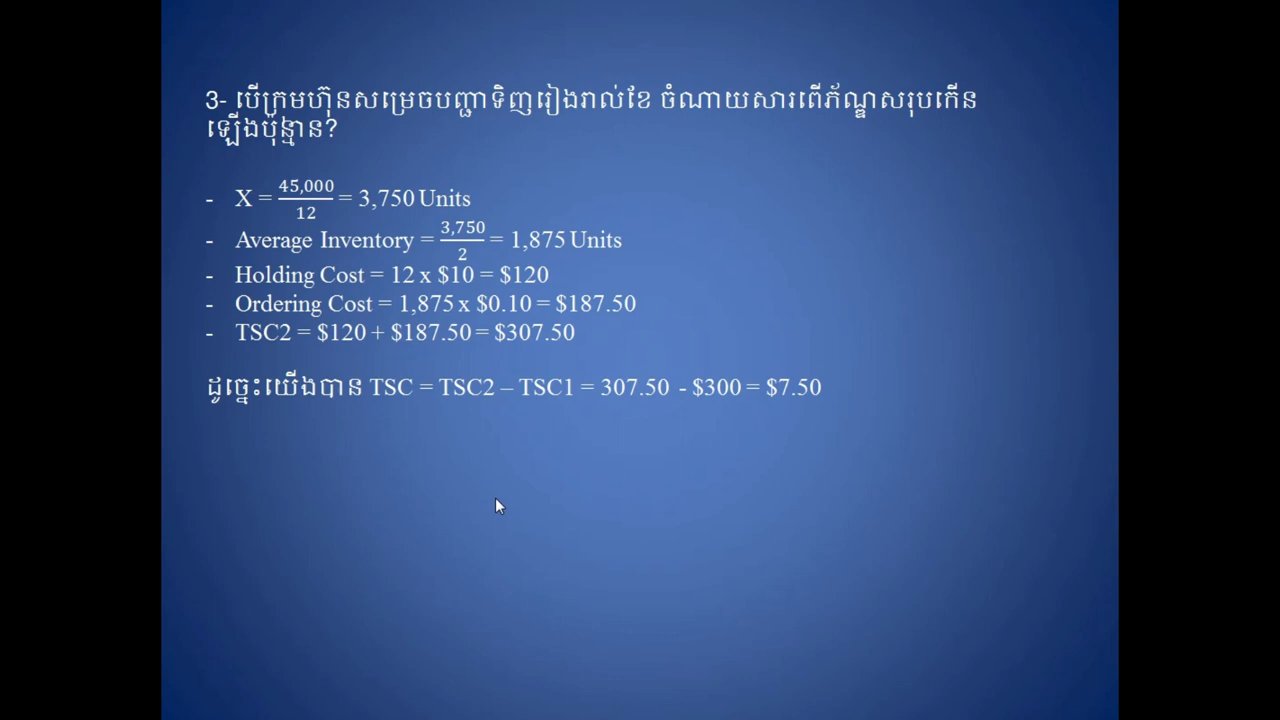 3- បើក្រុមហ៊ុនសម្រេចបញ្ជាទិញរៀងរាល់ខែ ចំណាយសារពើភ័ណ្ឌសរុបកើន
ឡើងប៉ុន្មាន?
- X = 45,000/12 = 3,750 Units
- Average Inventory = 3,750/2 = 1,875 Units
- Holding Cost = 12 x $10 = $120
- Ordering Cost = 1,875 x $0.10 = $187.50
- TSC2 = $120 + $187.50 = $307.50
ដូច្នេះយើងបាន TSC = TSC2 – TSC1 = 307.50 - $300 = $7.50